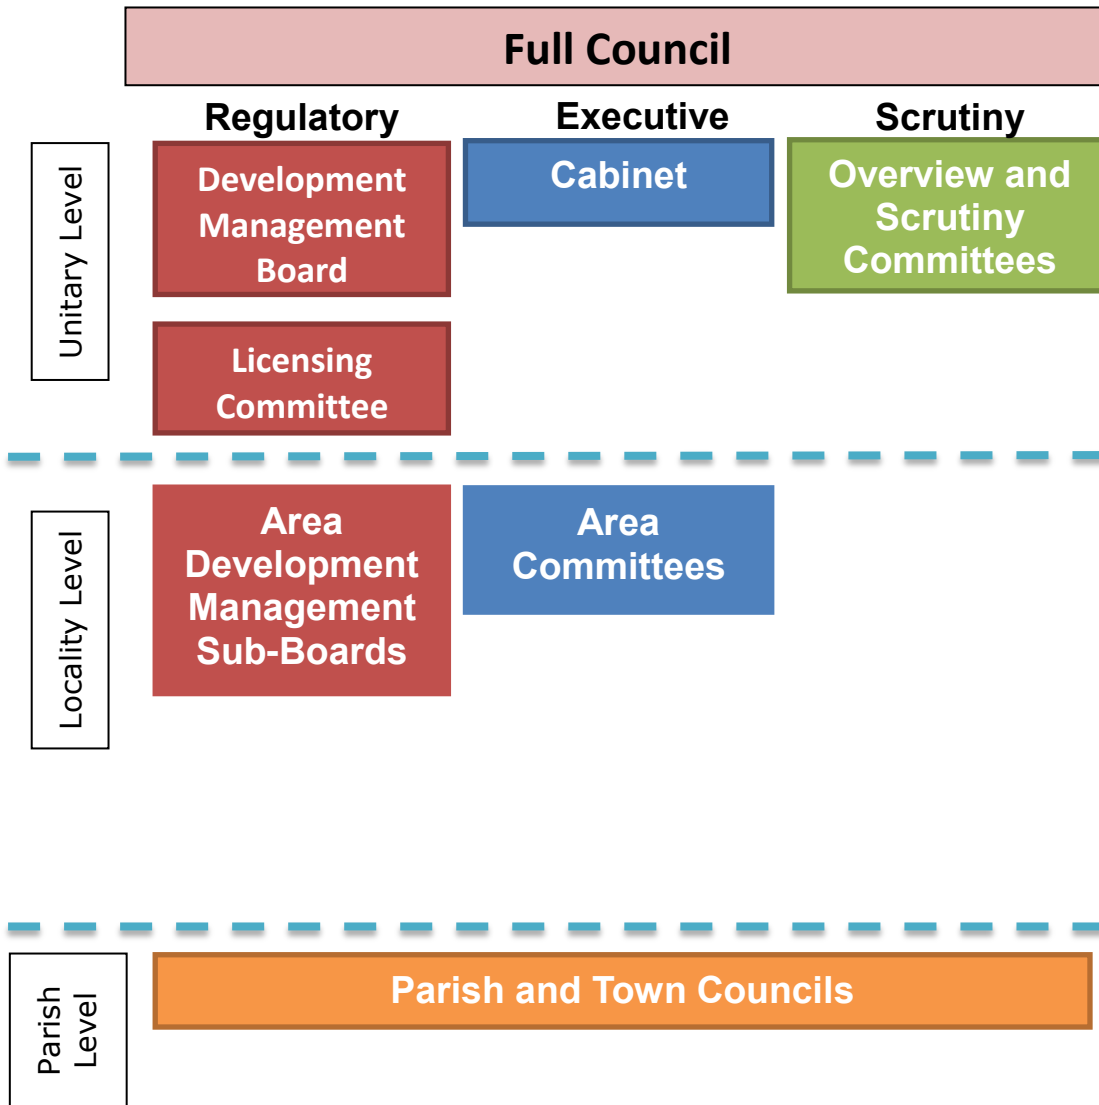 Full Council
Regulatory
Executive
Scrutiny
Unitary Level
Development
Management
Board
Cabinet
Overview and
Scrutiny
Committees
Licensing
Committee
Locality Level
Area
Development
Management
Sub-Boards
Area
Committees
Parish
Level
Parish and Town Councils